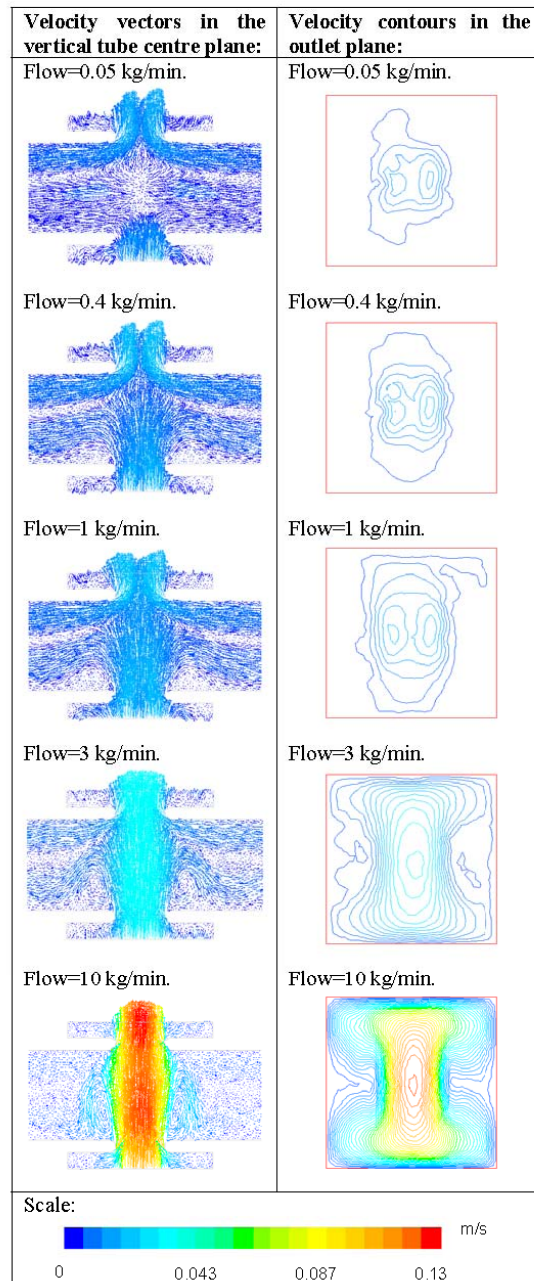 Velocity vectors in the
vertical tube centre plane:
Velocity contours in the
outlet plane:
Flow=0.05 kg/min.
Flow=0.05 kg/min.
Flow=0.4 kg/min.
Flow=0.4 kg/min.
Flow=1 kg/min.
Flow=1 kg/min.
Flow=3 kg/min.
Flow=3 kg/min.
Flow=10 kg/min.
Flow=10 kg/min.
Scale:
m/s
0 0.043 0.087 0.13